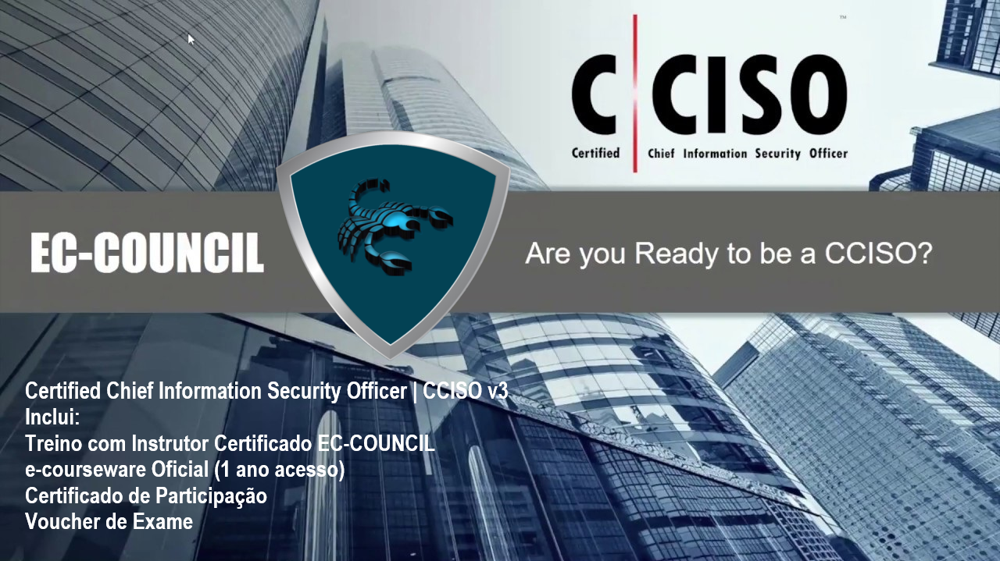 C|CISO
™
Certified Chief Information Security Officer
EC-COUNCIL
Are you Ready to be a CCISO?
Certified Chief Information Security Officer | CCISO v3
Inclui:
Treino com Instrutor Certificado EC-COUNCIL
e-courseware Oficial (1 ano acesso)
Certificado de Participação
Voucher de Exame